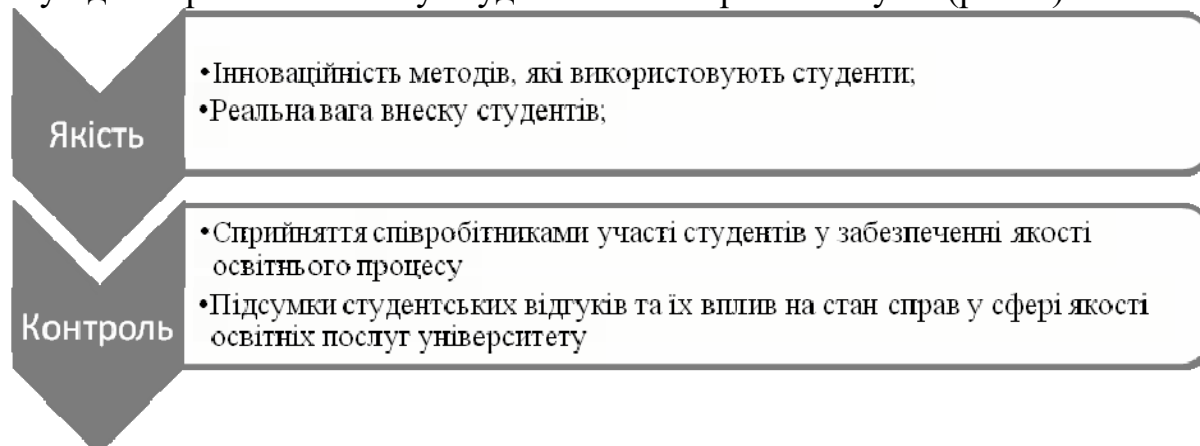 Якість
•Інноваційність методів, які використовують студенти;
•Реальна вага внеску студентів;
Контроль
•Сприйняття співробітниками участі студентів у забезпеченні якості
освітнього процесу
•Підсумки студентських відгуків та їх вплив на стан справ у сфері якості
освітніх послуг університету